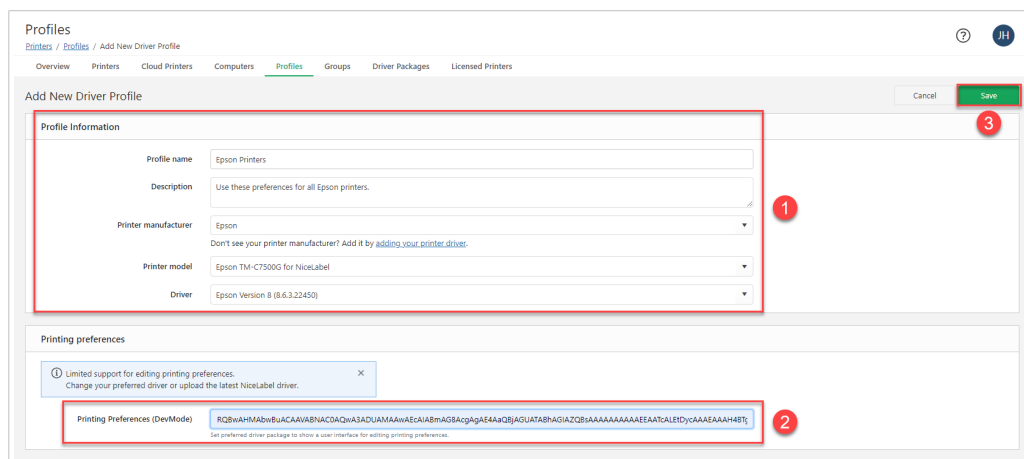 Profiles
Printers / Profiles / Add New Driver Profile
JH
Overview Printers Cloud Printers Computers Profiles Groups Driver Packages Licensed Printers
Add New Driver Profile
Cancel Save
3
Profile Information
Profile name Epson Printers
Description Use these preferences for all Epson printers.
1
Printer manufacturer Epson
Don't see your printer manufacturer? Add it by adding your printer driver.
Printer model Epson TM-C7500G for NiceLabel
Driver Epson Version 8 (8.6.3.22450)
Printing preferences
Limited support for editing printing preferences.
Change your preferred driver or upload the latest NiceLabel driver.
Printing Preferences (DevMode)
2
Set preferred driver package to show a user interface for editing printing preferences.